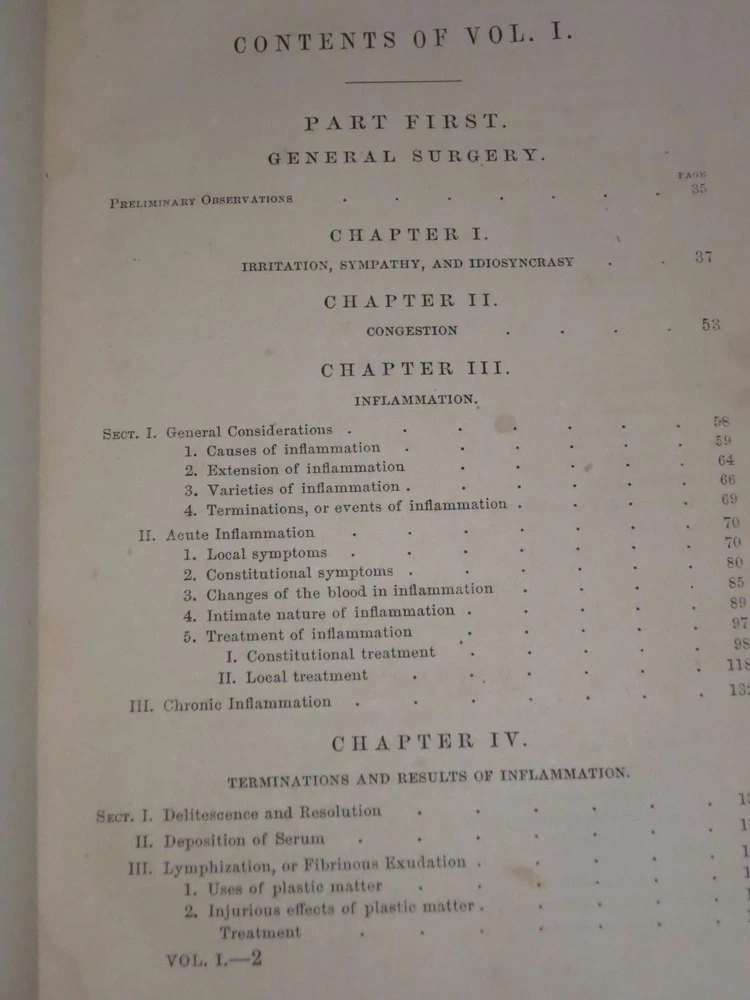 CONTENTS OF VOL. I.
PART FIRST.
GENERAL SURGERY.
PAGE
PRELIMINARY OBSERVATIONS . . . . . . . 35
CHAPTER I.
IRRITATION, SYMPATHY, AND IDIOSYNCRASY . . 37
CHAPTER II.
CONGESTION . . . . 53
CHAPTER III.
INFLAMMATION.
SECT. I. General Considerations . . . . . . . 58
1. Causes of inflammation . . . . . . 59
2. Extension of inflammation . . . . . 64
3. Varieties of inflammation . . . . . . 66
4. Terminations, or events of inflammation . . . . 69
II. Acute Inflammation . . . . . . . 70
1. Local symptoms . . . . . . . 70
2. Constitutional symptoms . . . . . . 80
3. Changes of the blood in inflammation . . . . 85
4. Intimate nature of inflammation . . . . . 89
5. Treatment of inflammation . . . . . 97
I. Constitutional treatment . . . . . 98
II. Local treatment . . . . . . 118
III. Chronic Inflammation . . . . . . . 132
CHAPTER IV.
TERMINATIONS AND RESULTS OF INFLAMMATION.
SECT. I. Delitescence and Resolution . . . . . .
II. Deposition of Serum . . . . . . .
III. Lymphization, or Fibrinous Exudation . . . . .
1. Uses of plastic matter . . . . . .
2. Injurious effects of plastic matter . . . . .
Treatment . . . . . . .
VOL. I.—2